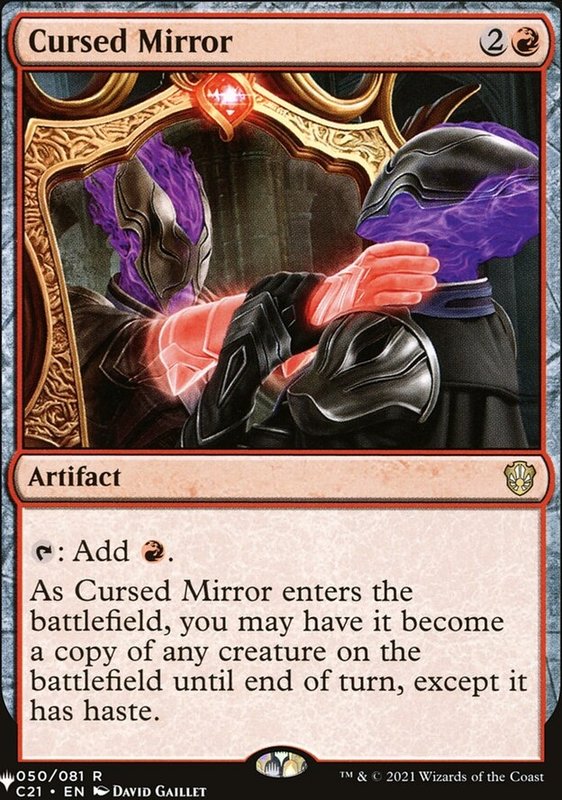 Cursed Mirror 2
Artifact
: Add .
As Cursed Mirror enters the
battlefield, you may have it become
a copy of any creature on the
battlefield until end of turn, except it
has haste.
050/081 R
C21 • EN DAVID GAILLET
™ & © 2021 Wizards of the Coast